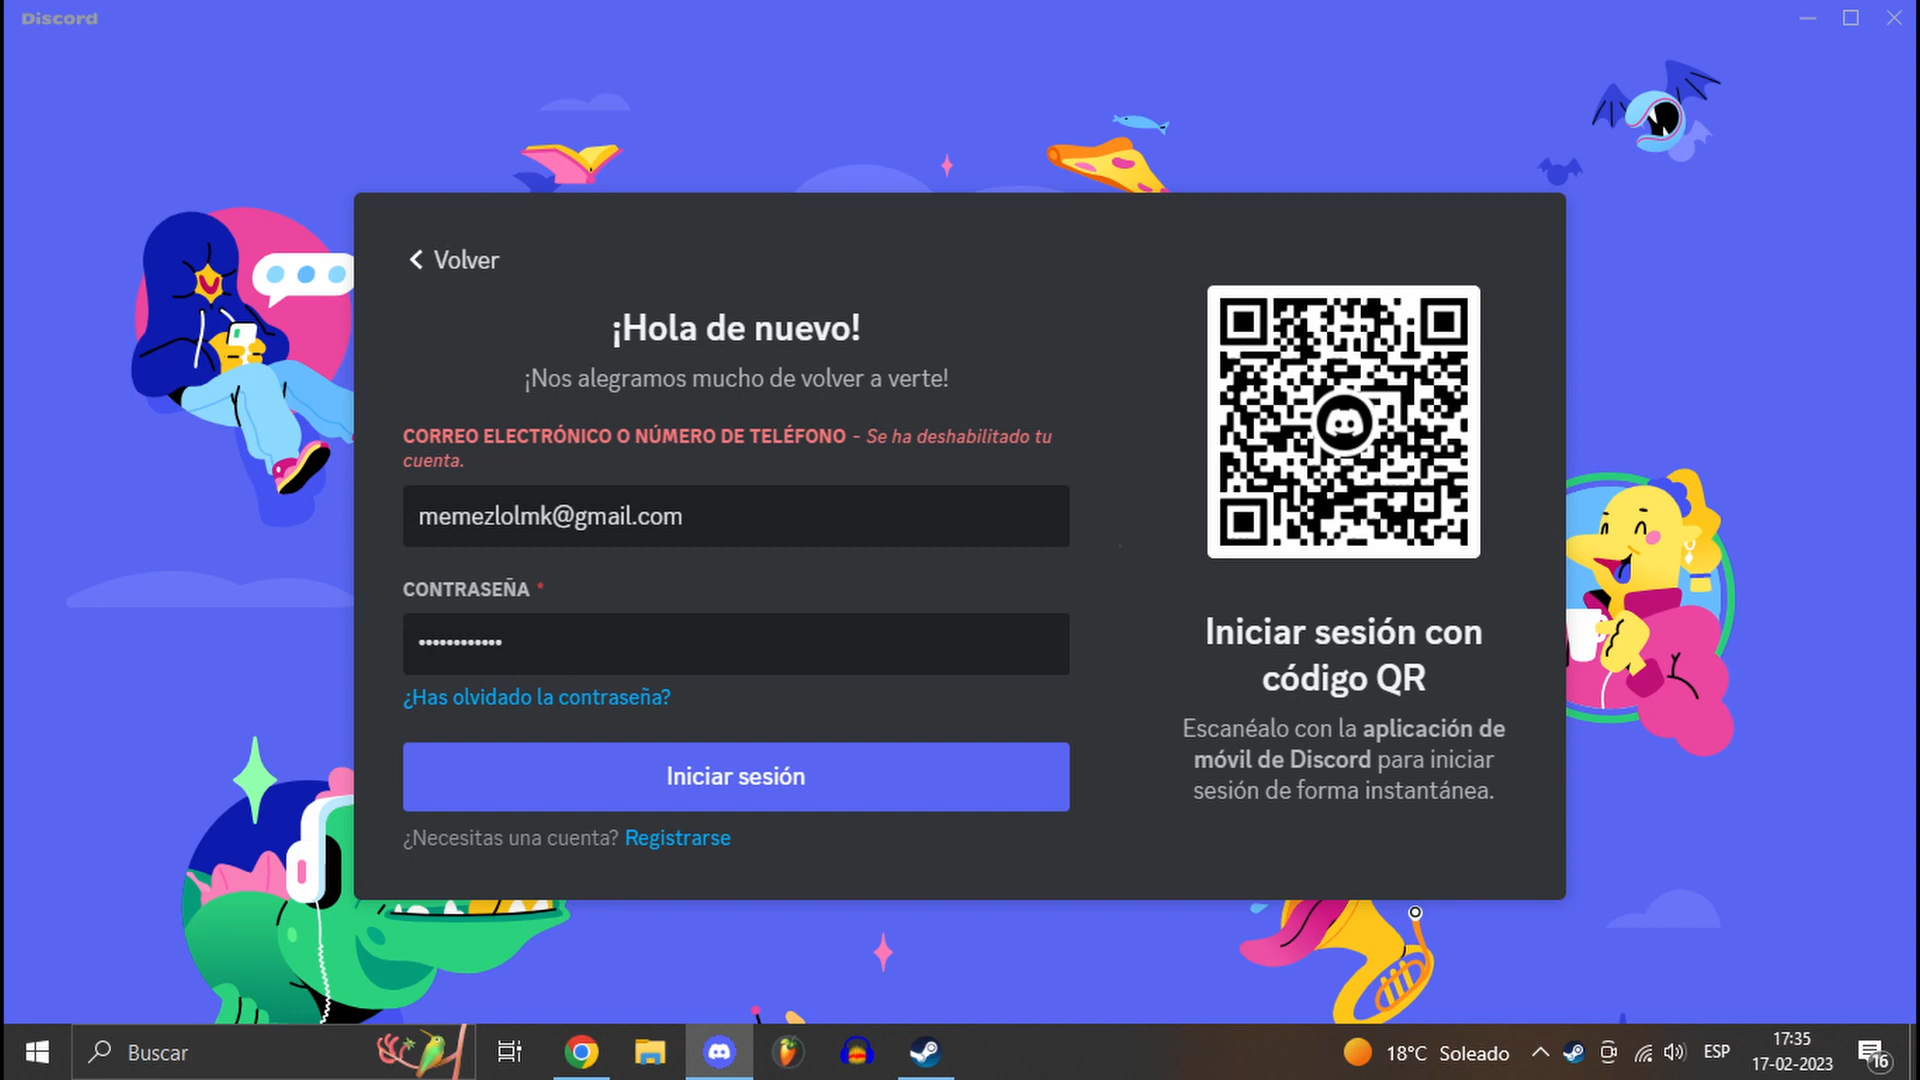 Discord
Volver
¡Hola de nuevo!
¡Nos alegramos mucho de volver a verte!
CORREO ELECTRÓNICO O NÚMERO DE TELÉFONO - Se ha deshabilitado tu
cuenta.
memezlolmk@gmail.com
CONTRASEÑA *
••••••••••••
¿Has olvidado la contraseña?
Iniciar sesión
¿Necesitas una cuenta? Registrarse
Iniciar sesión con
código QR
Escanéalo con la aplicación de
móvil de Discord para iniciar
sesión de forma instantánea.
Buscar
18°C Soleado
ESP
17:35
17-02-2023
16